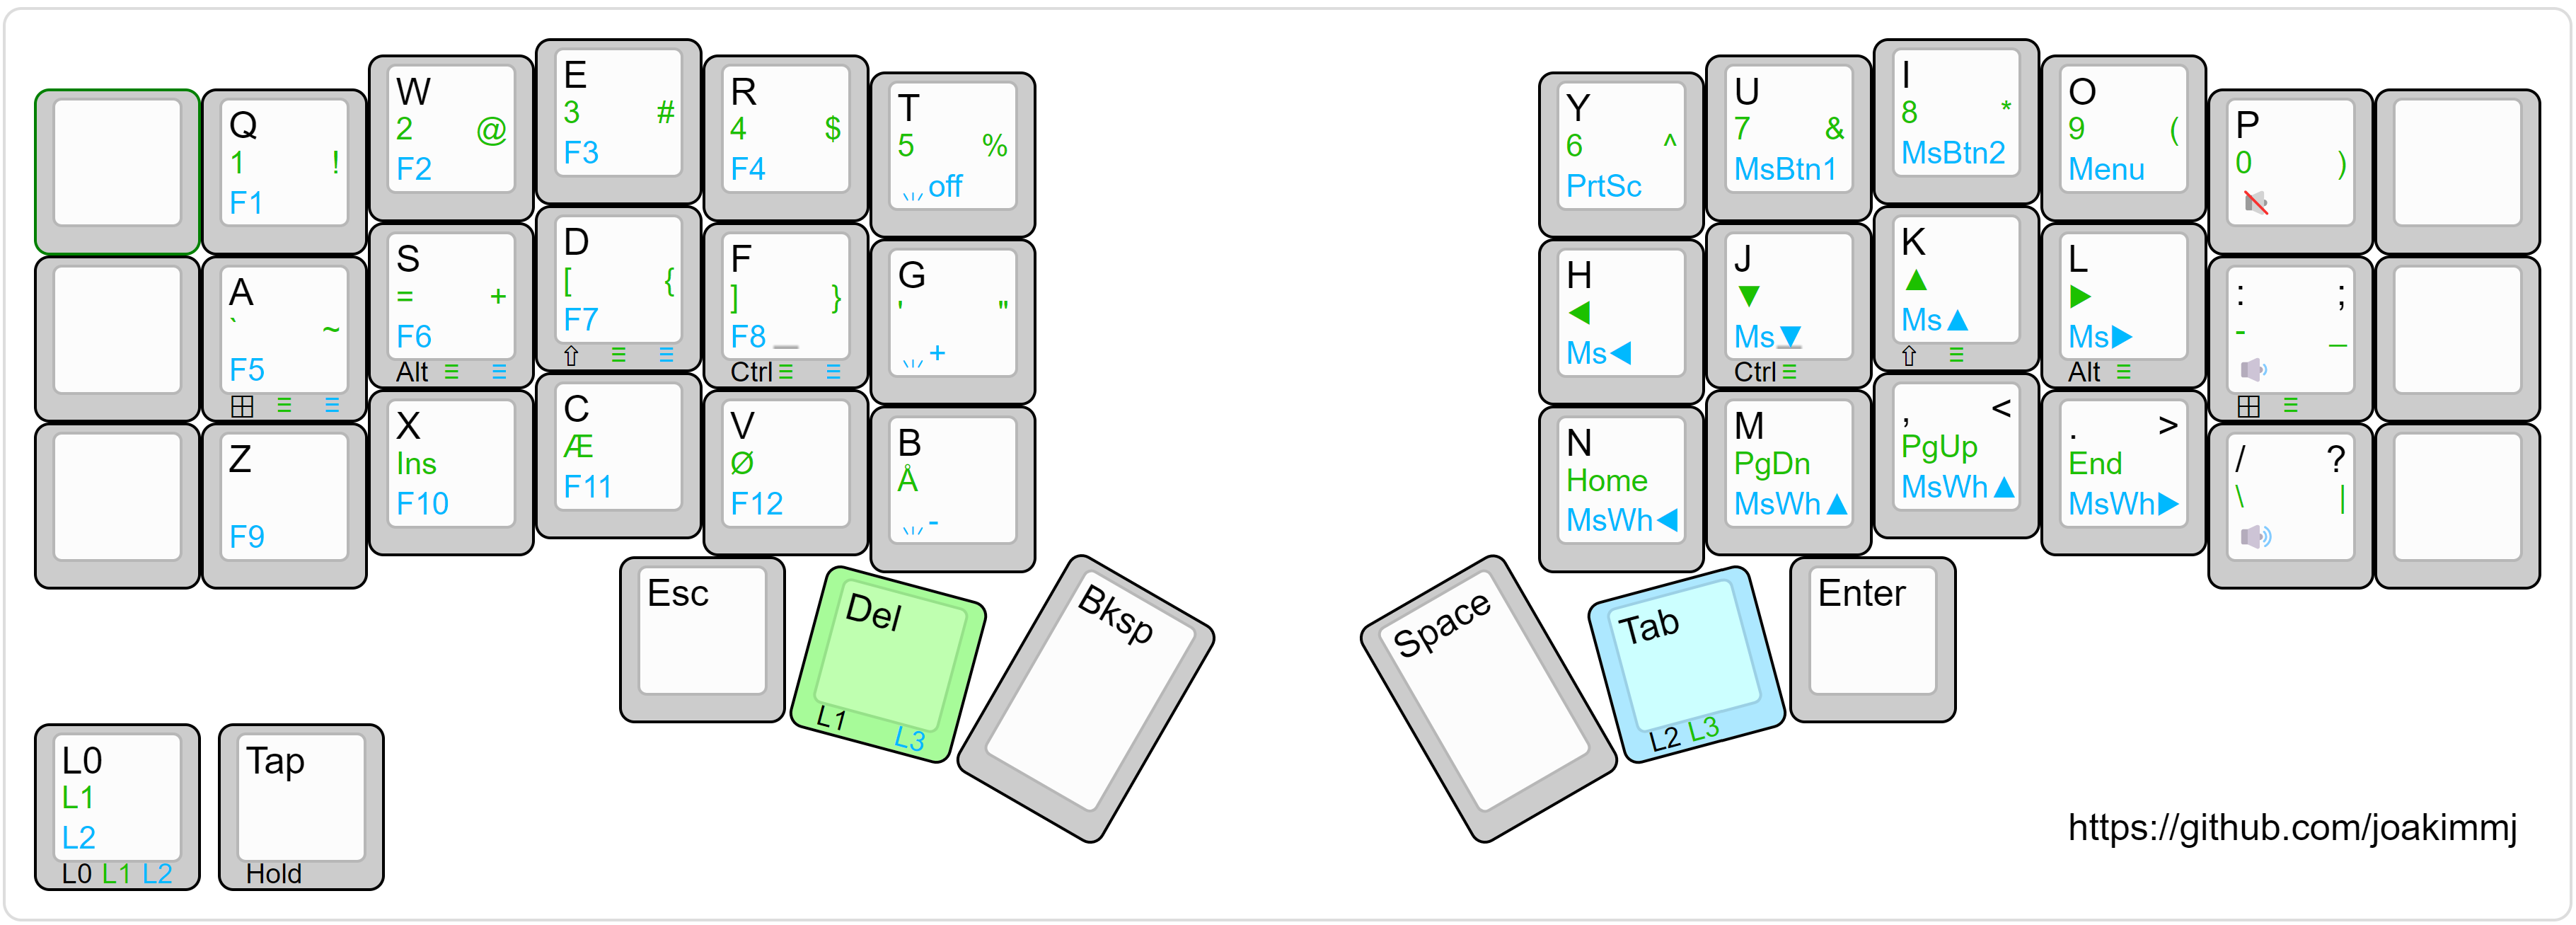 Q
1 !
F1
W
2 @
F2
E
3 #
F3
R
4 $
F4
T
5 %
off
Y
6 ^
PrtSc
U
7 &
MsBtn1
I
8 *
MsBtn2
O
9 (
Menu
P
0 )
A
` ~
F5
S
= +
F6
Alt
D
[ {
F7
F
] }
F8
Ctrl
G
' "
+
H
◀
Ms◀
J
▼
Ms▼
Ctrl
K
▲
Ms▲
L
▶
Ms▶
Alt
: ;
- _
Z
F9
X
Ins
F10
C
Æ
F11
V
Ø
F12
B
Å
-
N
Home
MsWh◀
M
PgDn
MsWh▲
, <
PgUp
MsWh▲
. >
End
MsWh▶
/ ?
\ |
Esc
Del
L1 L3
Bksp
Space
Tab
L2 L3
Enter
L0
L1
L2
L0 L1 L2
Tap
Hold
https://github.com/joakimmj